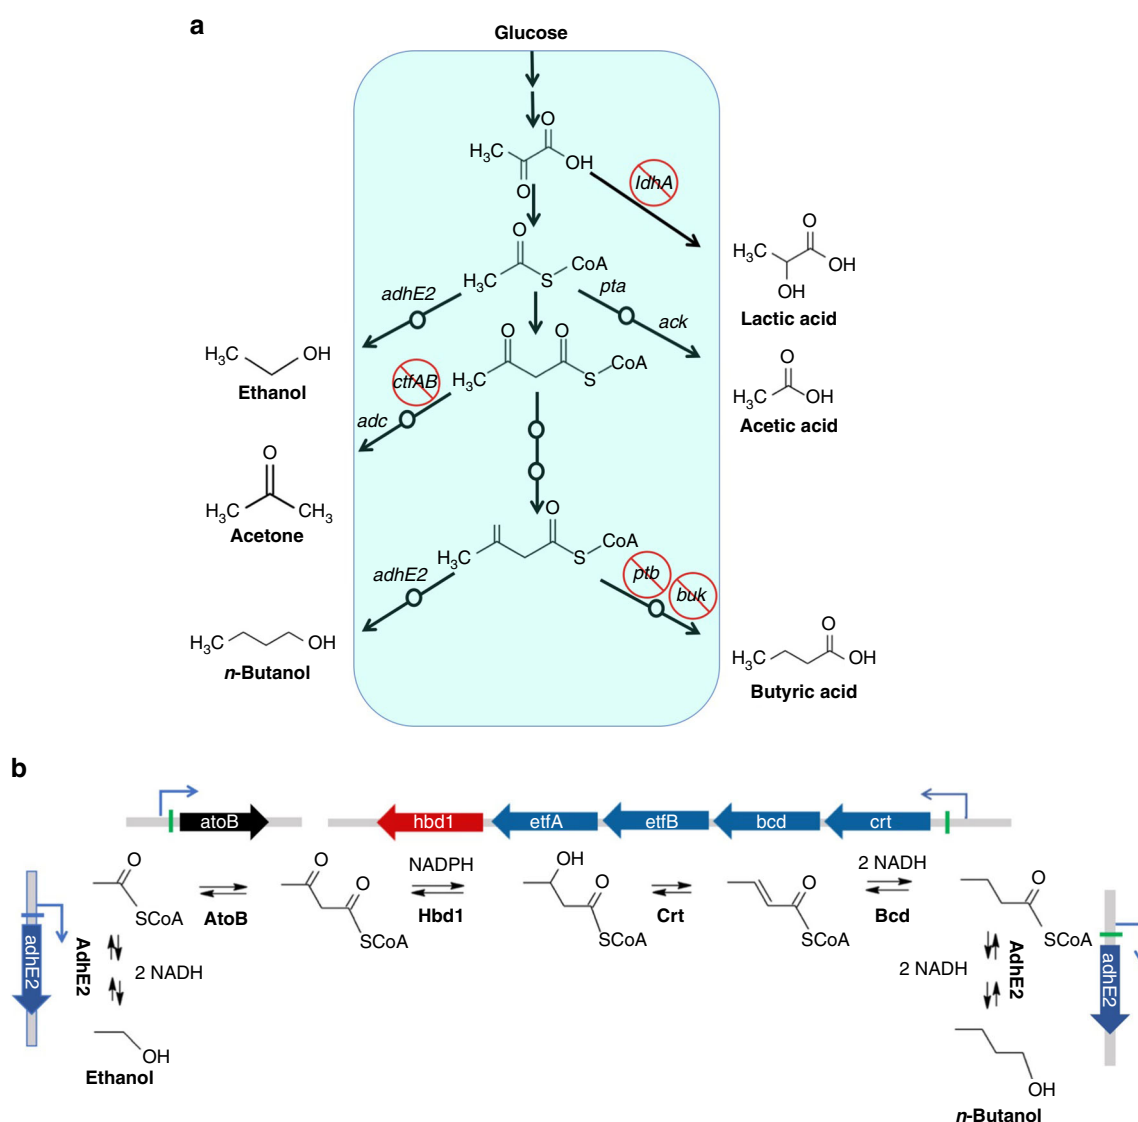 a
Glucose
H3C
O
OH
O
ldhA
O
H3C
S
CoA
O
H3C
OH
OH
Lactic acid
adhE2
pta
ack
H3C
OH
Ethanol
O
O
H3C
S
CoA
ctfAB
adc
O
H3C
OH
Acetic acid
O
H3C
CH3
Acetone
O
H3C
S
CoA
adhE2
ptb
buk
H3C
OH
n-Butanol
O
H3C
OH
Butyric acid
b
atoB
hbd1
etfA
etfB
bcd
crt
O
SCoA
AtoB
O
O
SCoA
NADPH
Hbd1
OH
O
SCoA
Crt
O
SCoA
2 NADH
Bcd
O
SCoA
adhE2
AdhE2
2 NADH
OH
Ethanol
2 NADH
AdhE2
adhE2
OH
n-Butanol